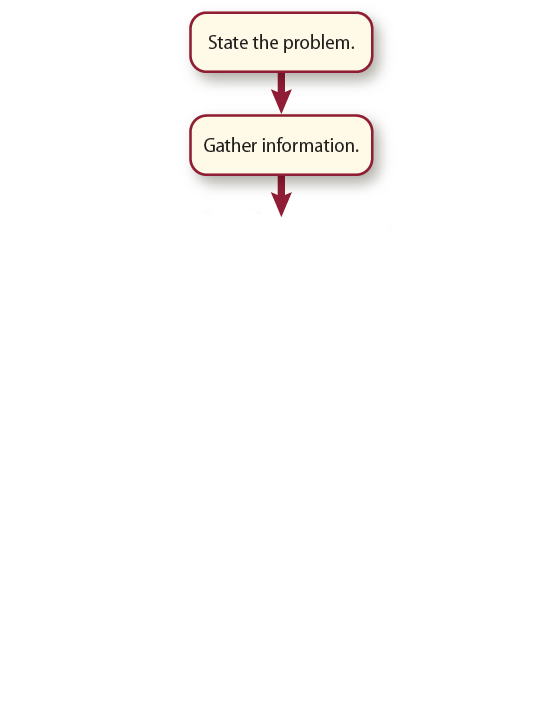 State the problem.
Gather information.